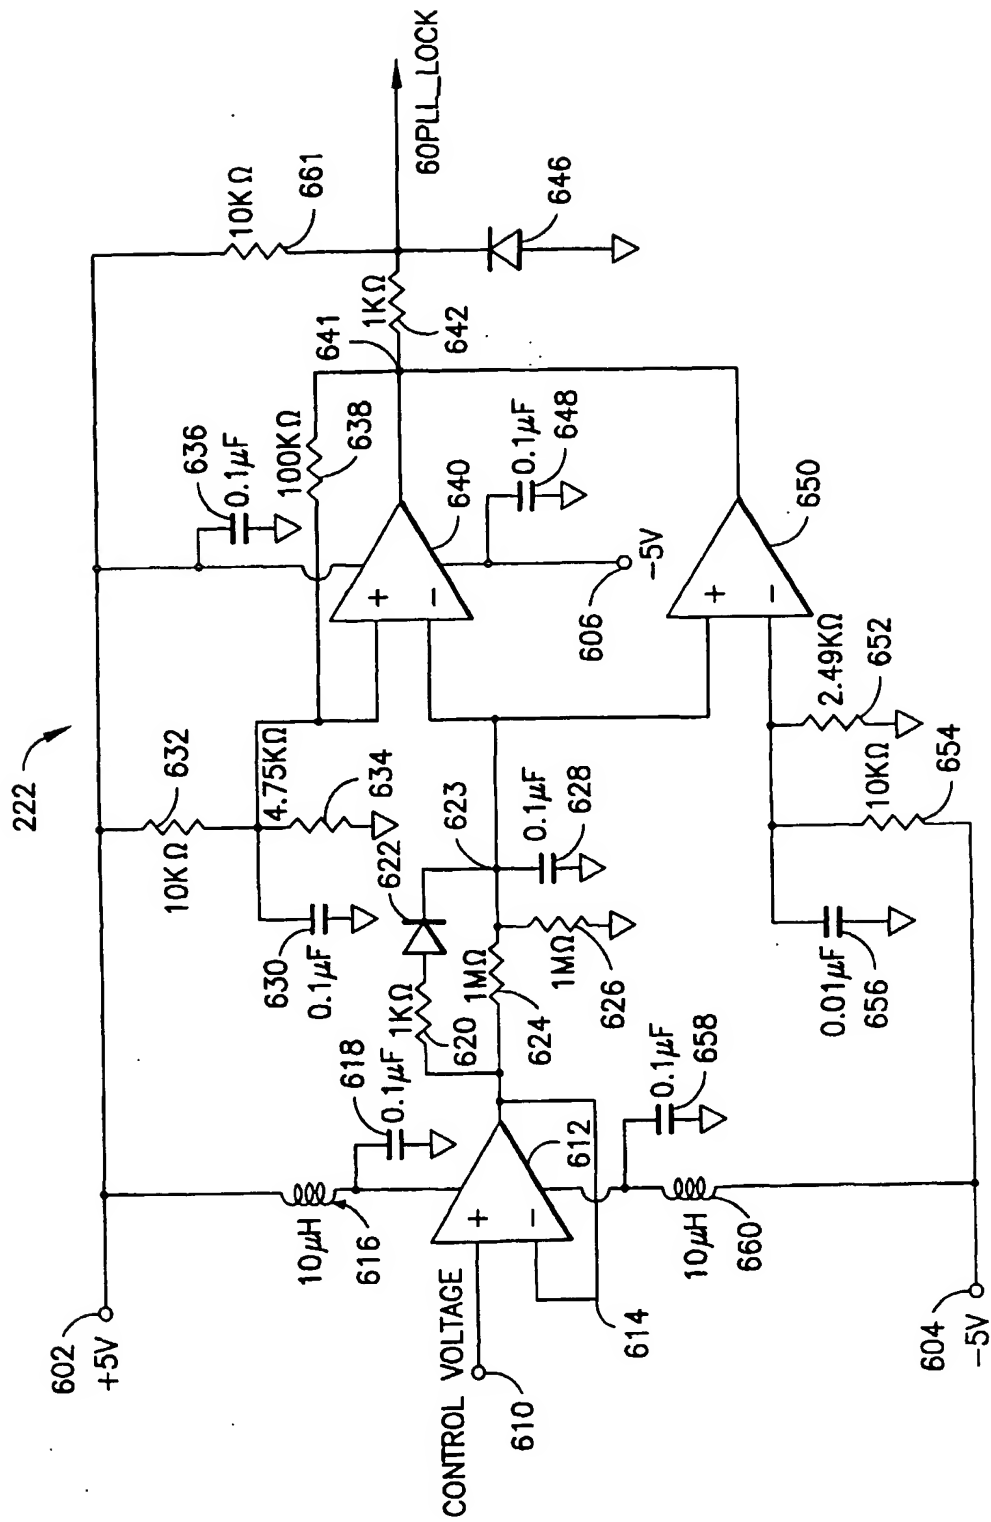 222
602
+5V
10µH
616
618
0.1µF
CONTROL VOLTAGE
610
+
−
612
614
10µH
660
0.1µF
658
604
−5V
10KΩ
632
630
0.1µF
4.75KΩ
634
622
623
1KΩ
620
1MΩ
624
1MΩ
626
0.1µF
628
0.01µF
656
10KΩ
654
2.49KΩ
652
636
0.1µF
100KΩ
638
+
−
640
0.1µF
648
606
−5V
+
−
650
641
1KΩ
642
10KΩ
661
646
60PLL_LOCK